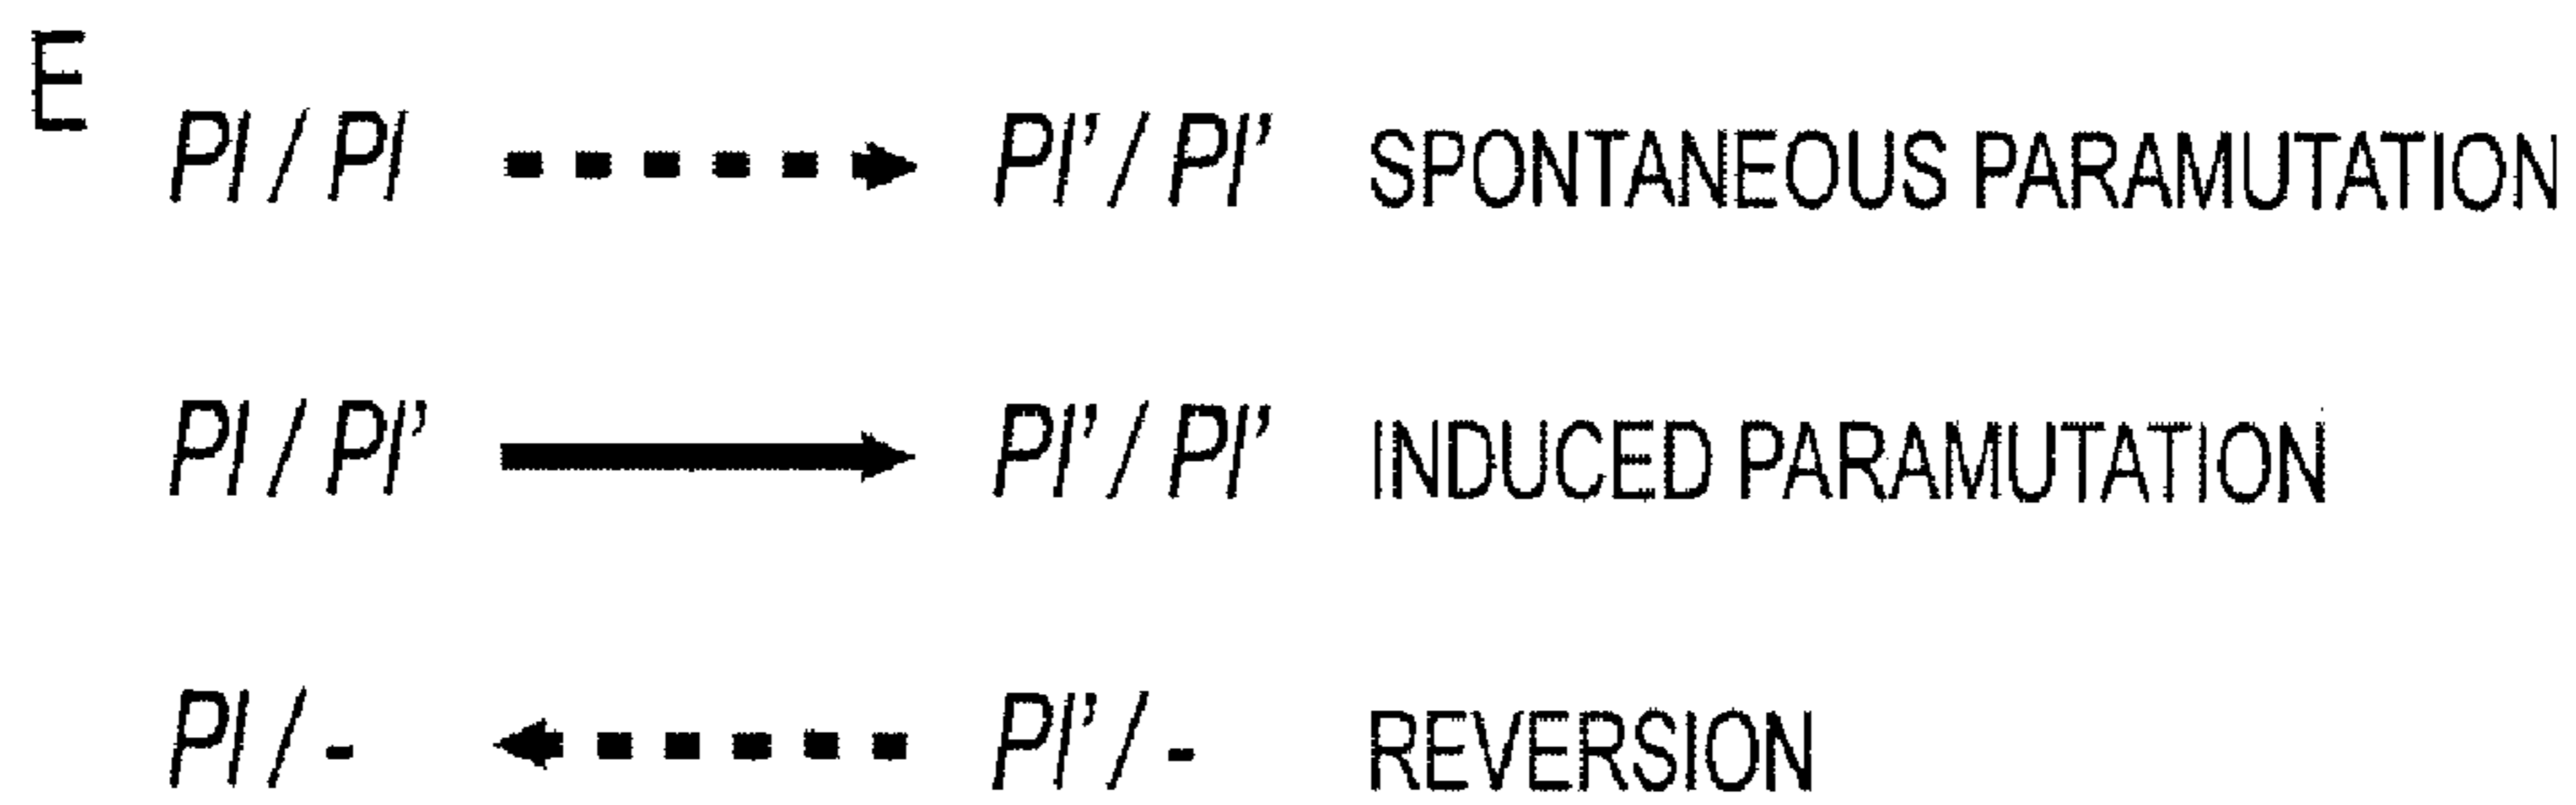 E
Pl / Pl Pl' / Pl' SPONTANEOUS PARAMUTATION
Pl / Pl' Pl' / Pl' INDUCED PARAMUTATION
Pl / - Pl' / - REVERSION